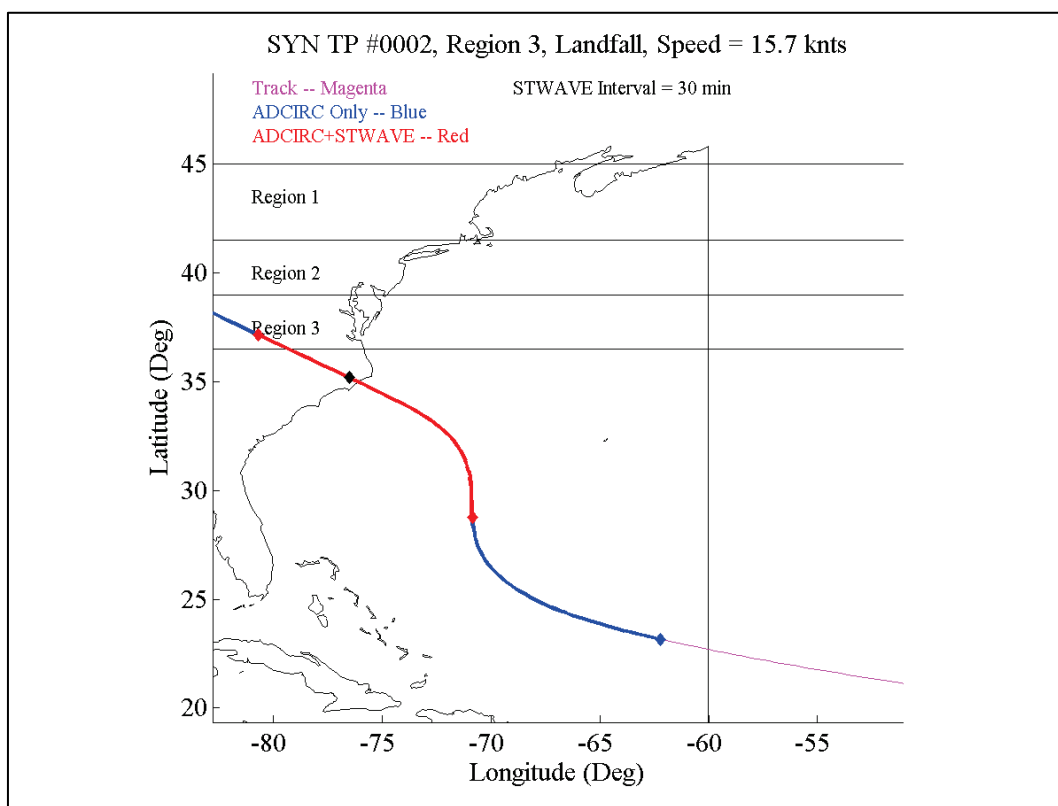 SYN TP #0002, Region 3, Landfall, Speed = 15.7 knts
Track -- Magenta
STWAVE Interval = 30 min
ADCIRC Only -- Blue
ADCIRC+STWAVE -- Red
45
Region 1
40
Region 2
Region 3
35
30
25
20
Latitude (Deg)
-80 -75 -70 -65 -60 -55
Longitude (Deg)